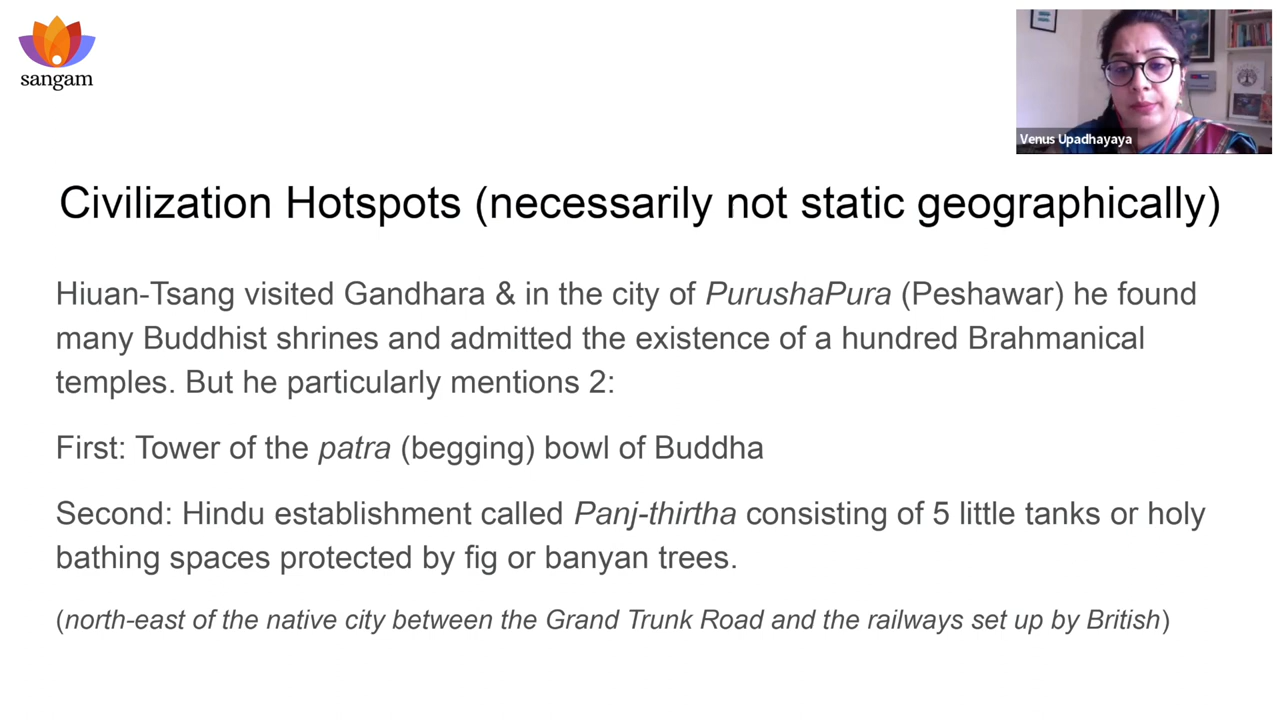 sangam
Venus Upadhayaya
Civilization Hotspots (necessarily not static geographically)
Hiuan-Tsang visited Gandhara & in the city of PurushaPura (Peshawar) he found
many Buddhist shrines and admitted the existence of a hundred Brahmanical
temples. But he particularly mentions 2:
First: Tower of the patra (begging) bowl of Buddha
Second: Hindu establishment called Panj-thirtha consisting of 5 little tanks or holy
bathing spaces protected by fig or banyan trees.
(north-east of the native city between the Grand Trunk Road and the railways set up by British)